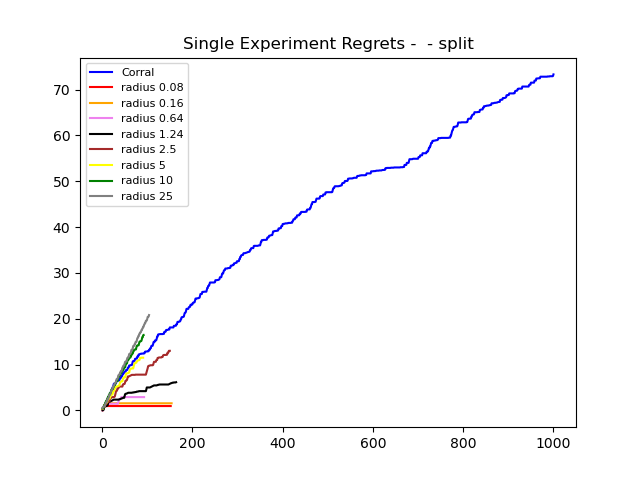 Single Experiment Regrets -  - split
Corral
radius 0.08
radius 0.16
radius 0.64
radius 1.24
radius 2.5
radius 5
radius 10
radius 25
70
60
50
40
30
20
10
0
0 200 400 600 800 1000